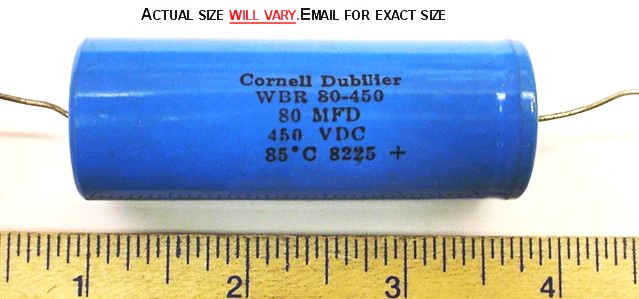 ACTUAL SIZE WILL VARY.EMAIL FOR EXACT SIZE
Cornell Dubilier
WBR 80-450
80 MFD
450 VDC
85°C 8225 +
1 2 3 4